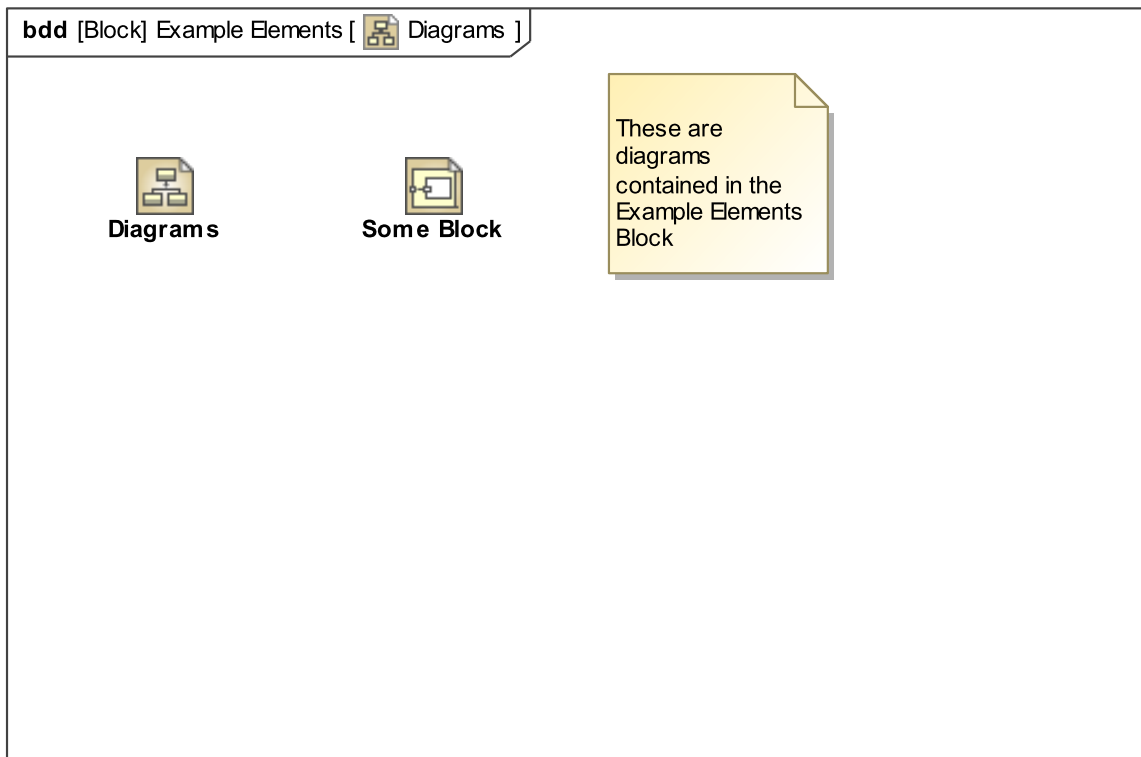 bdd [Block] Example Elements [ Diagrams ]
Diagrams
Some Block
These are
diagrams
contained in the
Example Elements
Block